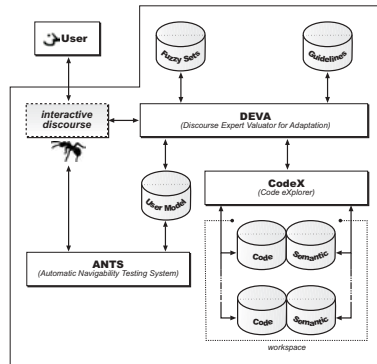 User
Fuzzy Sets
Guidelines
interactive
discourse
DEVA
(Discourse Expert Valuator for Adaptation)
User Model
CodeX
(Code eXplorer)
ANTS
(Automatic Navigability Testing System)
Code
Semantic
Code
Semantic
workspace